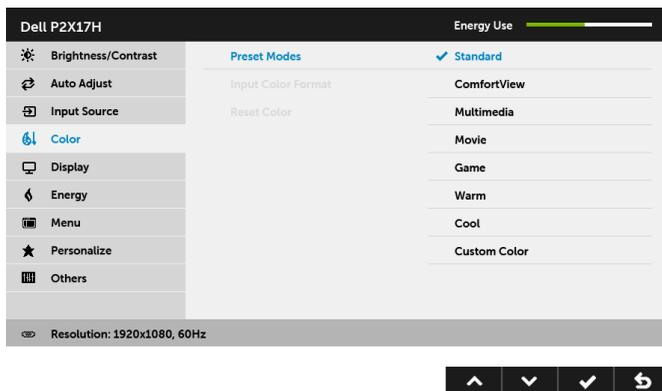 Dell P2X17H
Energy Use
Brightness/Contrast
Preset Modes
Standard
Auto Adjust
Input Color Format
ComfortView
Input Source
Reset Color
Multimedia
Color
Movie
Display
Game
Energy
Warm
Menu
Cool
Personalize
Custom Color
Others
Resolution: 1920x1080, 60Hz